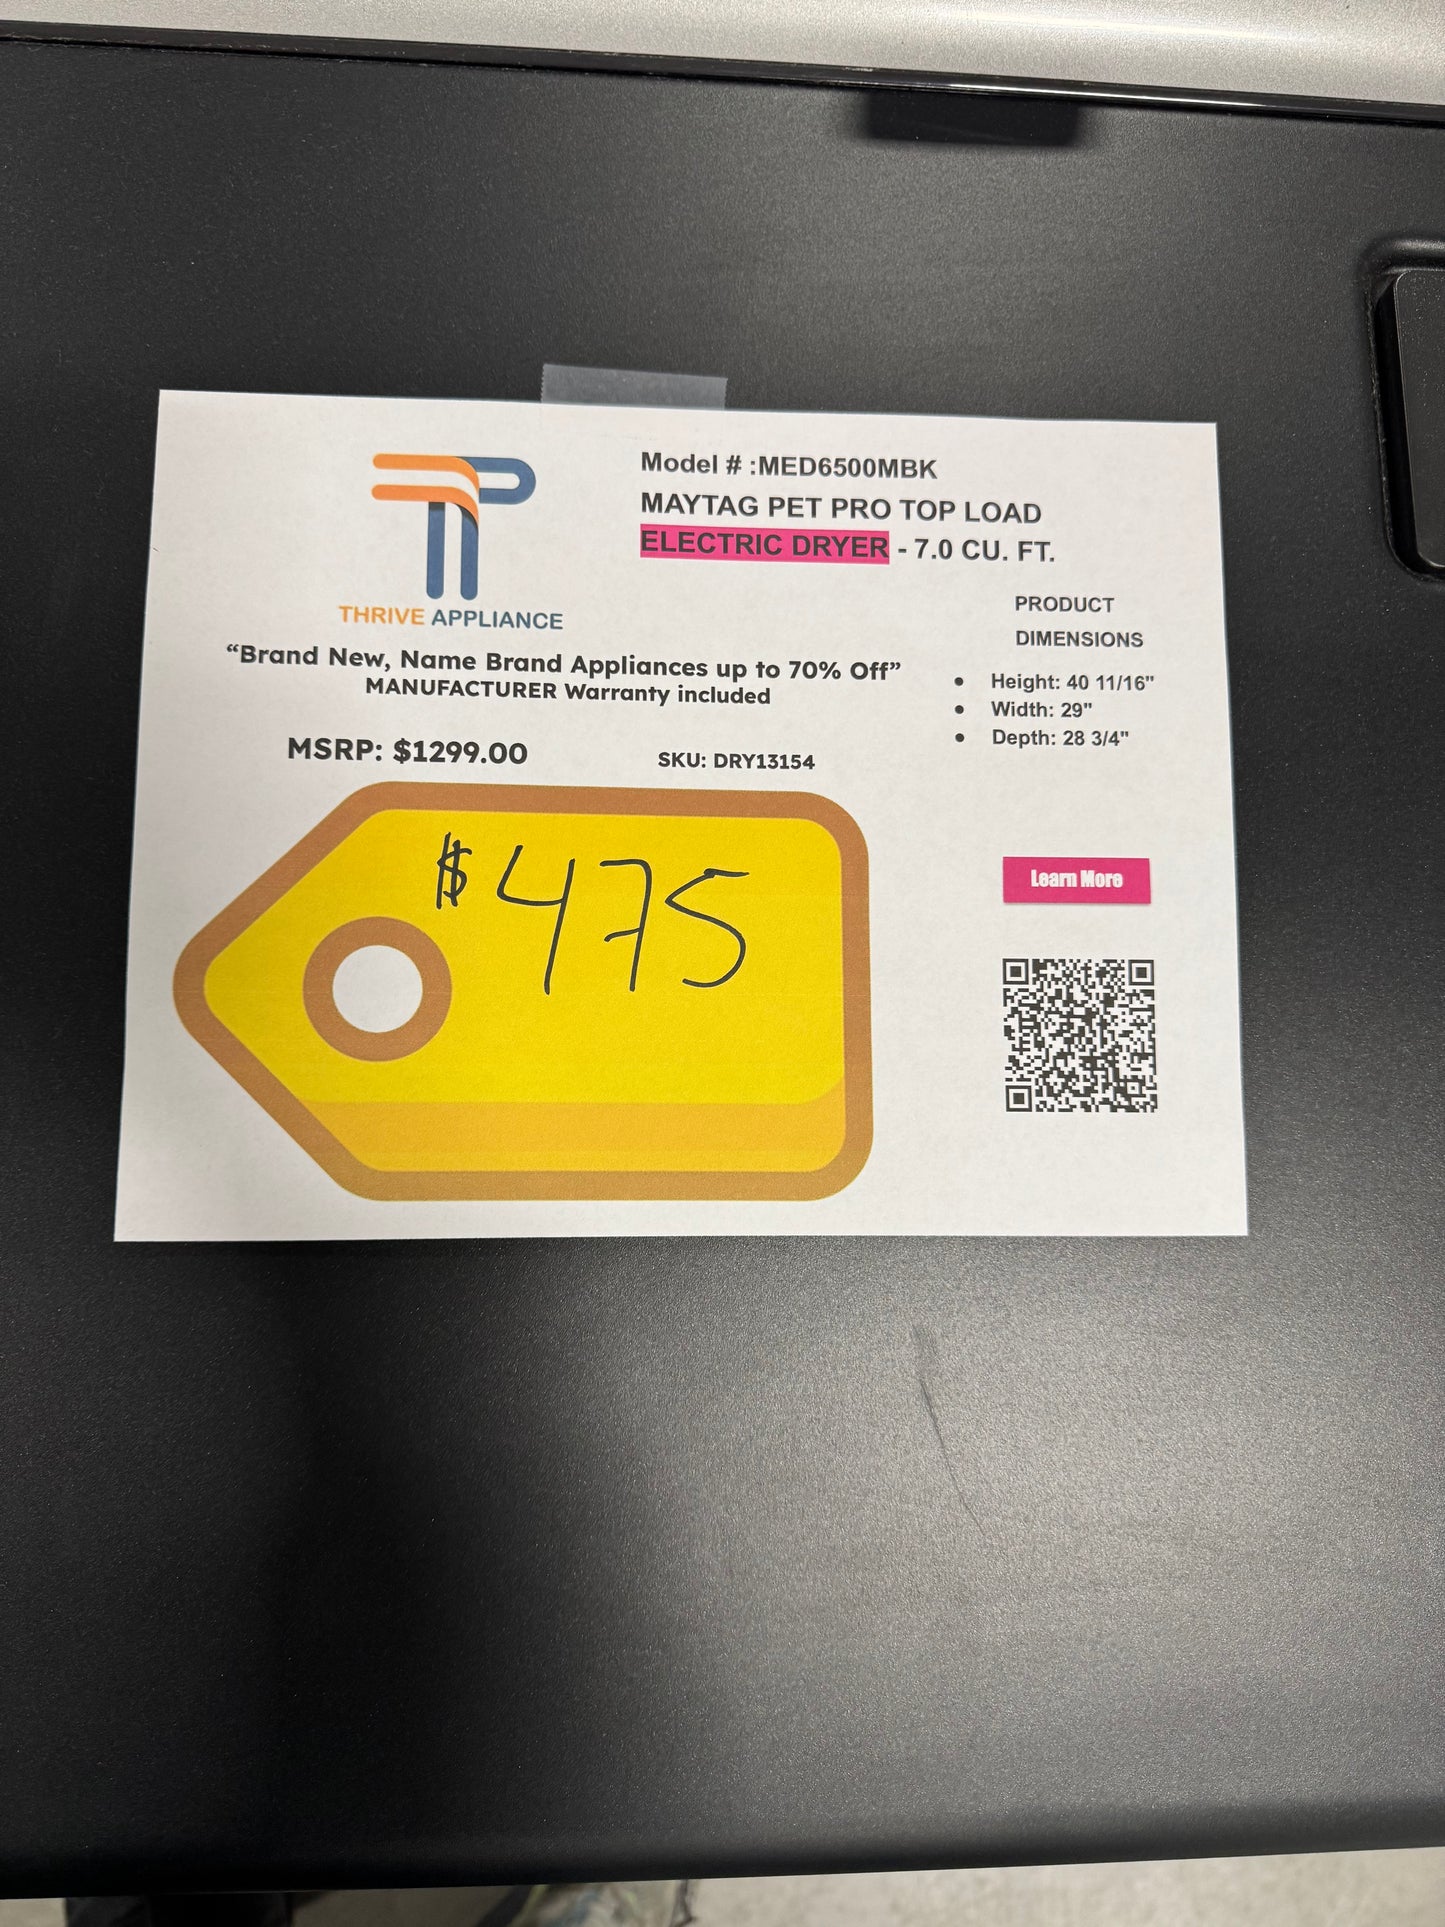 Model # :MED6500MBK
MAYTAG PET PRO TOP LOAD
ELECTRIC DRYER - 7.0 CU. FT.
THRIVE APPLIANCE
“Brand New, Name Brand Appliances up to 70% Off”
MANUFACTURER Warranty included
PRODUCT
DIMENSIONS
• Height: 40 11/16"
• Width: 29"
• Depth: 28 3/4"
MSRP: $1299.00
SKU: DRY13154
$475
Learn More